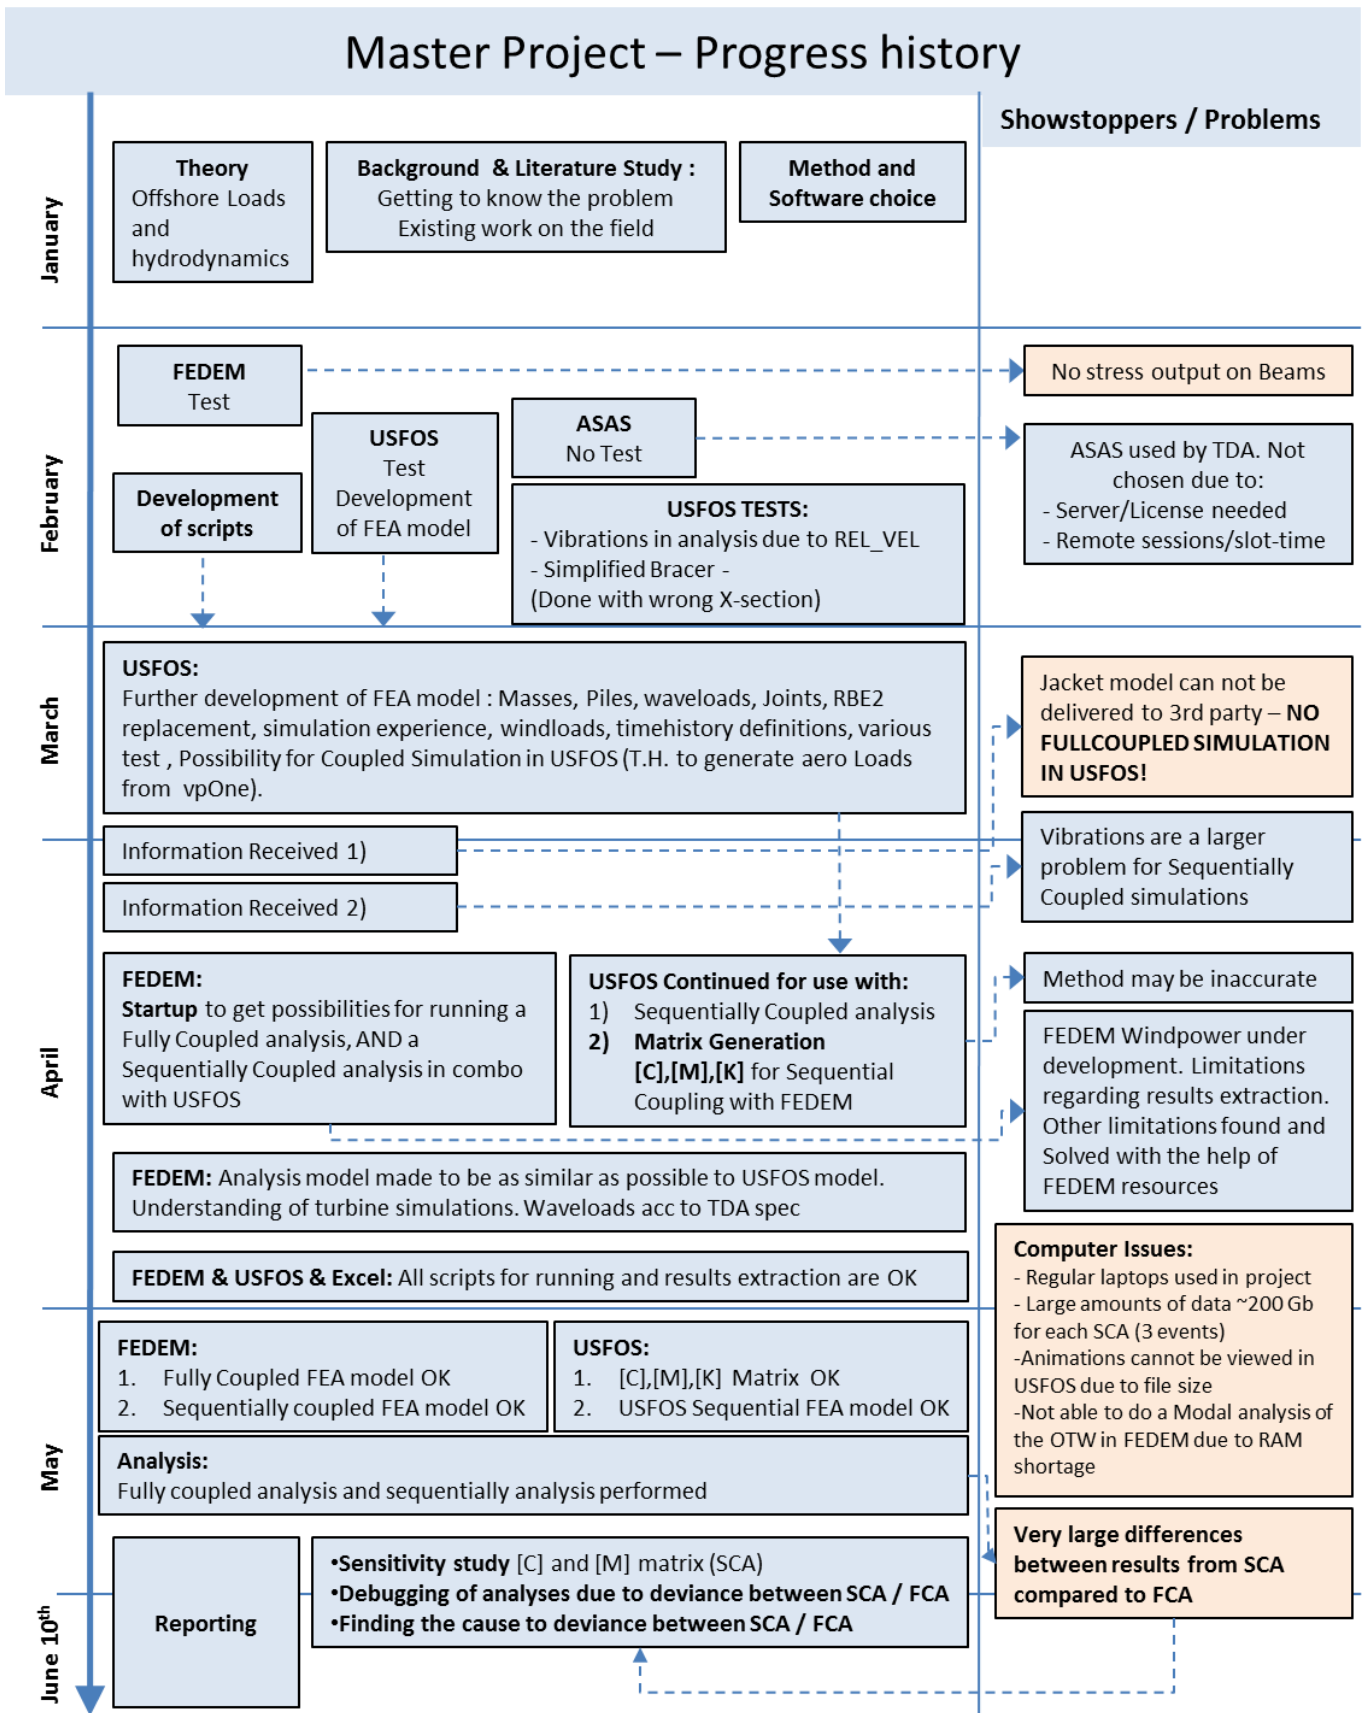 Master Project – Progress history
Showstoppers / Problems
January
Theory
Offshore Loads
and
hydrodynamics
Background & Literature Study :
Getting to know the problem
Existing work on the field
Method and
Software choice
February
FEDEM
Test
No stress output on Beams
USFOS
Test
Development
of FEA model
ASAS
No Test
ASAS used by TDA. Not
chosen due to:
- Server/License needed
- Remote sessions/slot-time
Development
of scripts
USFOS TESTS:
- Vibrations in analysis due to REL_VEL
- Simplified Bracer -
(Done with wrong X-section)
March
USFOS:
Further development of FEA model : Masses, Piles, waveloads, Joints, RBE2
replacement, simulation experience, windloads, timehistory definitions, various
test , Possibility for Coupled Simulation in USFOS (T.H. to generate aero Loads
from vpOne).
Jacket model can not be
delivered to 3rd party – NO
FULLCOUPLED SIMULATION
IN USFOS!
April
Information Received 1)
Information Received 2)
Vibrations are a larger
problem for Sequentially
Coupled simulations
FEDEM:
Startup to get possibilities for running a
Fully Coupled analysis, AND a
Sequentially Coupled analysis in combo
with USFOS
USFOS Continued for use with:
1) Sequentially Coupled analysis
2) Matrix Generation
[C],[M],[K] for Sequential
Coupling with FEDEM
Method may be inaccurate
FEDEM Windpower under
development. Limitations
regarding results extraction.
Other limitations found and
Solved with the help of
FEDEM resources
FEDEM: Analysis model made to be as similar as possible to USFOS model.
Understanding of turbine simulations. Waveloads acc to TDA spec
FEDEM & USFOS & Excel: All scripts for running and results extraction are OK
Computer Issues:
- Regular laptops used in project
- Large amounts of data ~200 Gb
for each SCA (3 events)
-Animations cannot be viewed in
USFOS due to file size
-Not able to do a Modal analysis of
the OTW in FEDEM due to RAM
shortage
May
FEDEM:
1. Fully Coupled FEA model OK
2. Sequentially coupled FEA model OK
USFOS:
1. [C],[M],[K] Matrix OK
2. USFOS Sequential FEA model OK
Analysis:
Fully coupled analysis and sequentially analysis performed
Very large differences
between results from SCA
compared to FCA
June 10th
Reporting
•Sensitivity study [C] and [M] matrix (SCA)
•Debugging of analyses due to deviance between SCA / FCA
•Finding the cause to deviance between SCA / FCA